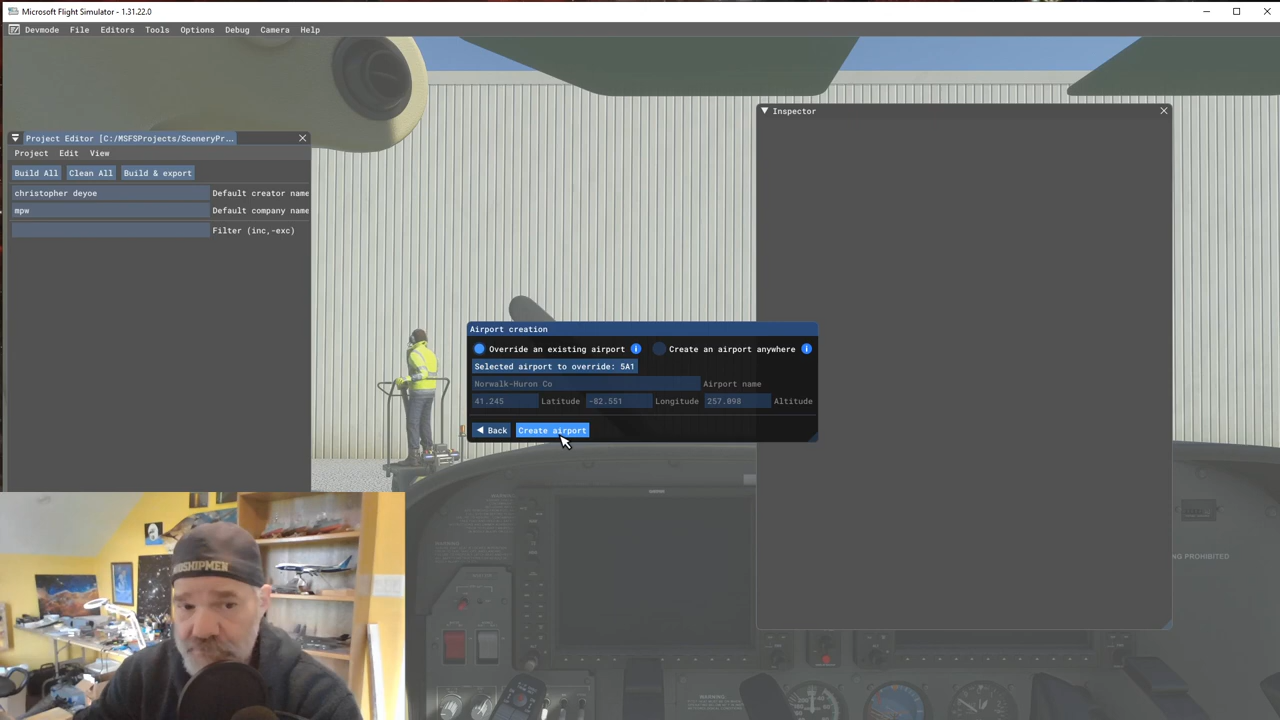 Microsoft Flight Simulator - 1.31.22.0
Devmode File Editors Tools Options Debug Camera Help
Inspector
Project Editor [C:/MSFSProjects/SceneryPr...
Project Edit View
Build All Clean All Build & export
christopher deyoe Default creator name
mpw Default company name
Filter (inc,-exc)
Airport creation
Override an existing airport Create an airport anywhere
Selected airport to override: 5A1
Norwalk-Huron Co Airport name
41.245 Latitude -82.551 Longitude 257.098 Altitude
Back Create airport
NG PROHIBITED
WARNING